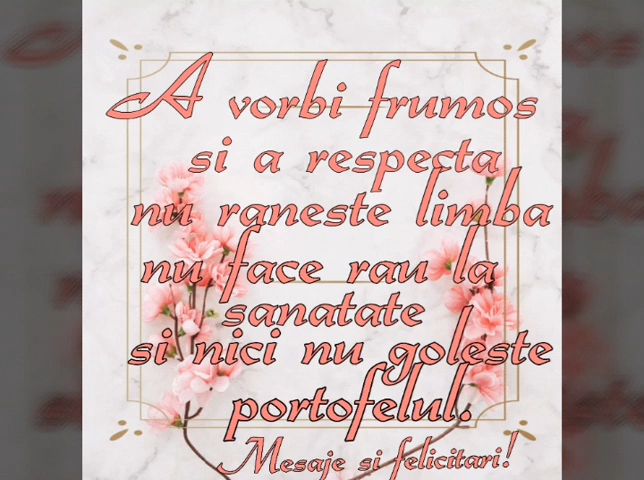 A vorbi frumos
si a respecta
nu raneste limba
nu face rau la
sanatate
si nici nu goleste
portofelul.
Mesaje si felicitari!